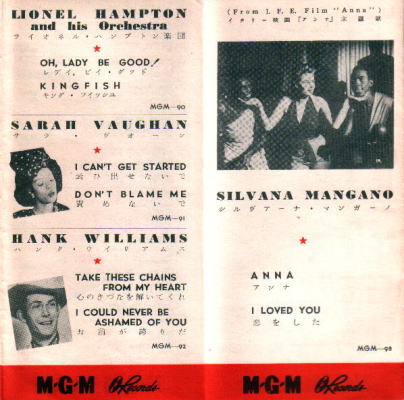 LIONEL HAMPTON
and his Orchestra
ライオネル・ハンプトン楽団
OH, LADY BE GOOD!
レディ、ビイ・グッド
KINGFISH
キング・フイッシユ
MGM—90
SARAH VAUGHAN
サラ・ヴォーン
I CAN'T GET STARTED
云ひ出せないで
DON'T BLAME ME
責めないで
MGM—91
HANK WILLIAMS
ハンク・ウイリアムス
TAKE THESE CHAINS
FROM MY HEART
心のきづなを解いてくれ
I COULD NEVER BE
ASHAMED OF YOU
お前が誇りだ
MGM—92
M-G-M Records
(From I. F. E. Film "Anna")
イタリー映画『アンナ』主題歌
SILVANA MANGANO
シルヴアーナ・マンガーノ
ANNA
アンナ
I LOVED YOU
恋をした
MGM—98
M-G-M Records